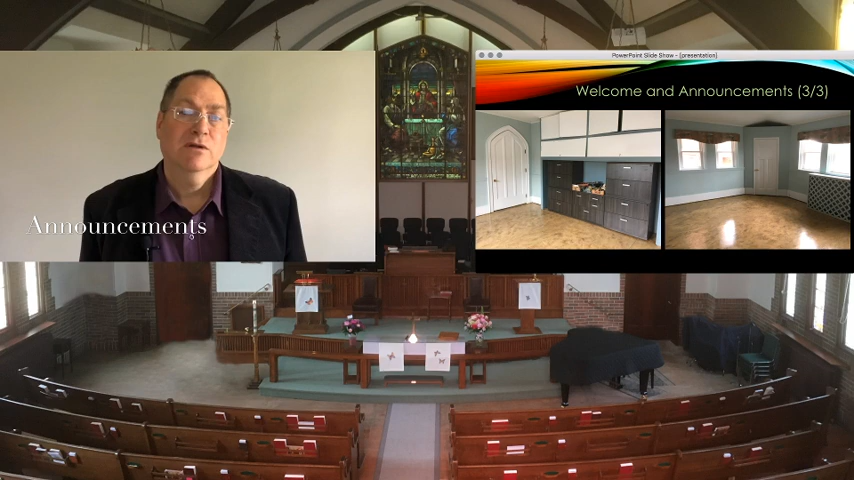 PowerPoint Slide Show - [presentation]
Welcome and Announcements (3/3)
Announcements